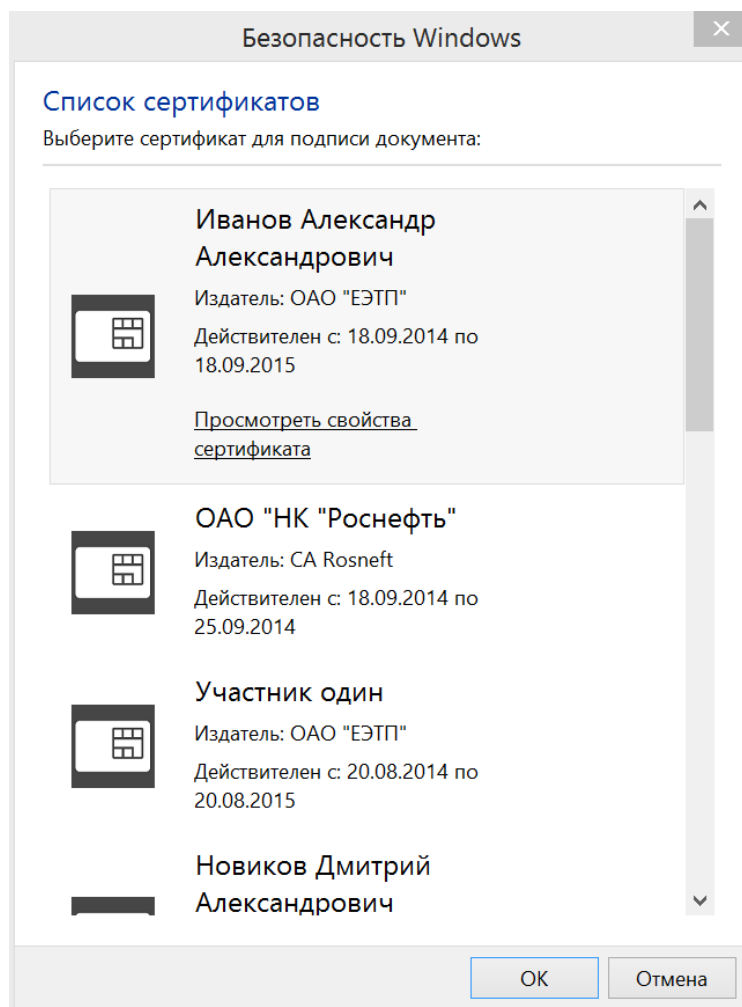 Безопасность Windows
Список сертификатов
Выберите сертификат для подписи документа:
Иванов Александр
Александрович
Издатель: ОАО "ЕЭТП"
Действителен с: 18.09.2014 по
18.09.2015
Просмотреть свойства
сертификата
ОАО "НК "Роснефть"
Издатель: CA Rosneft
Действителен с: 18.09.2014 по
25.09.2014
Участник один
Издатель: ОАО "ЕЭТП"
Действителен с: 20.08.2014 по
20.08.2015
Новиков Дмитрий
Александрович
ОК
Отмена